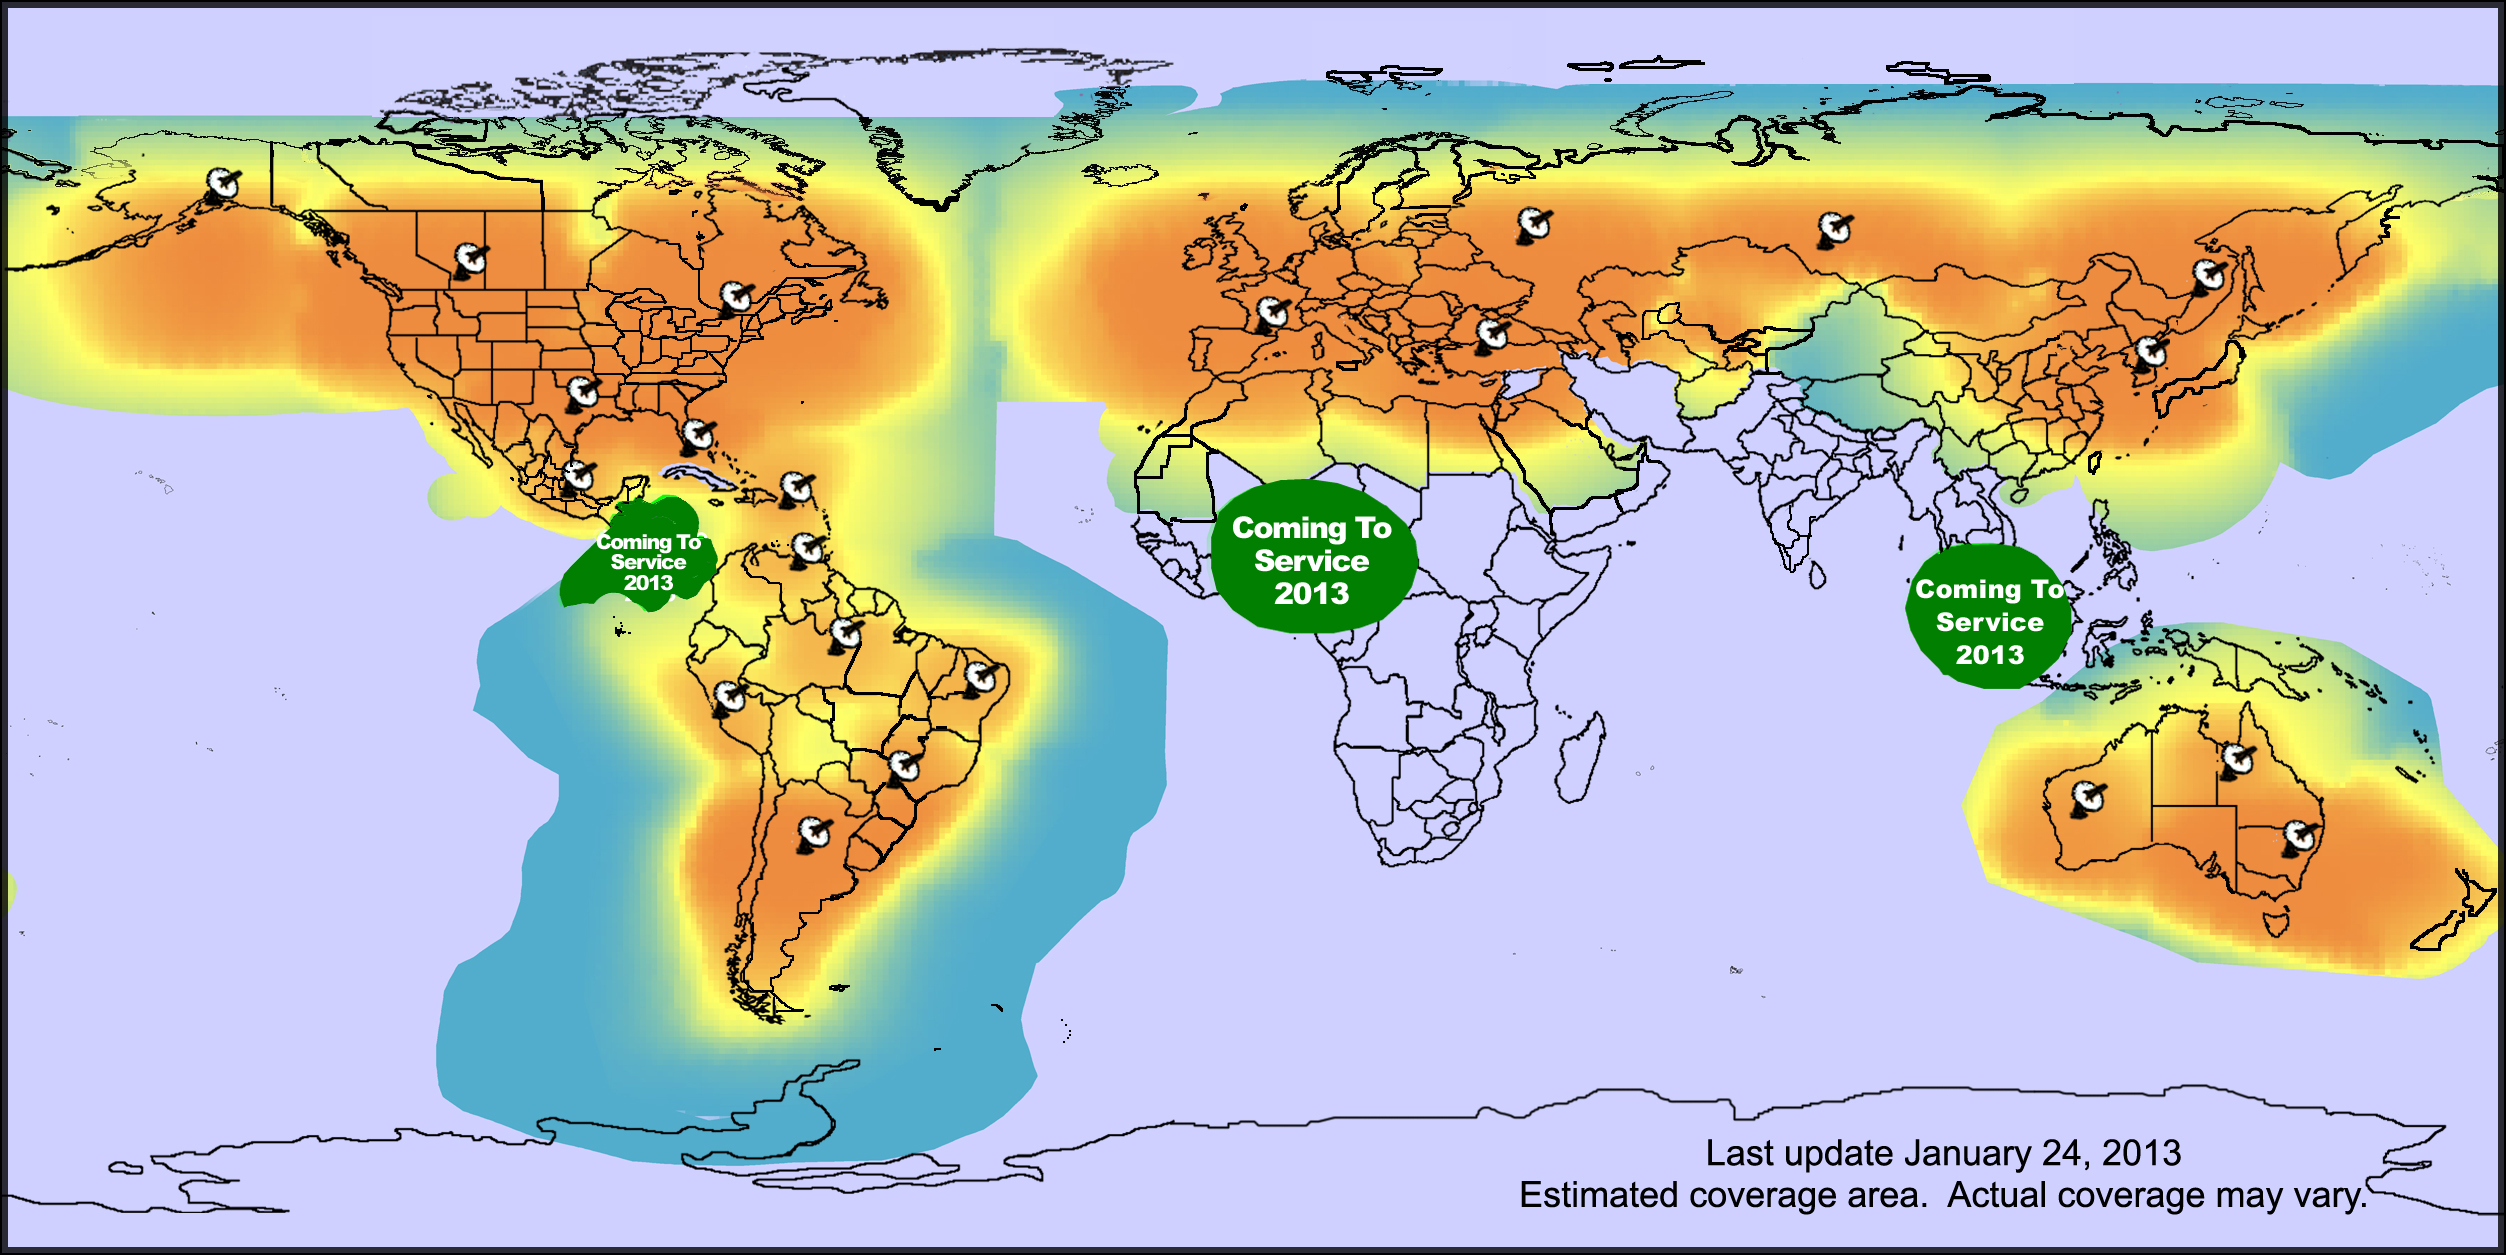 Coming To
Service
2013
Coming To
Service
2013
Coming To
Service
2013
Last update January 24, 2013
Estimated coverage area.  Actual coverage may vary.